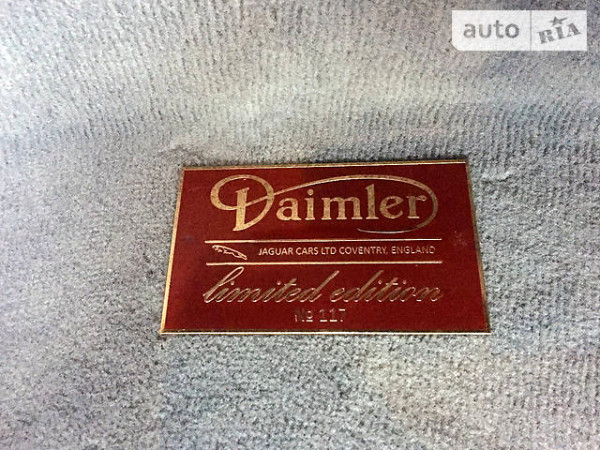 auto RIA
Daimler
JAGUAR CARS LTD COVENTRY, ENGLAND
limited edition
№ 117